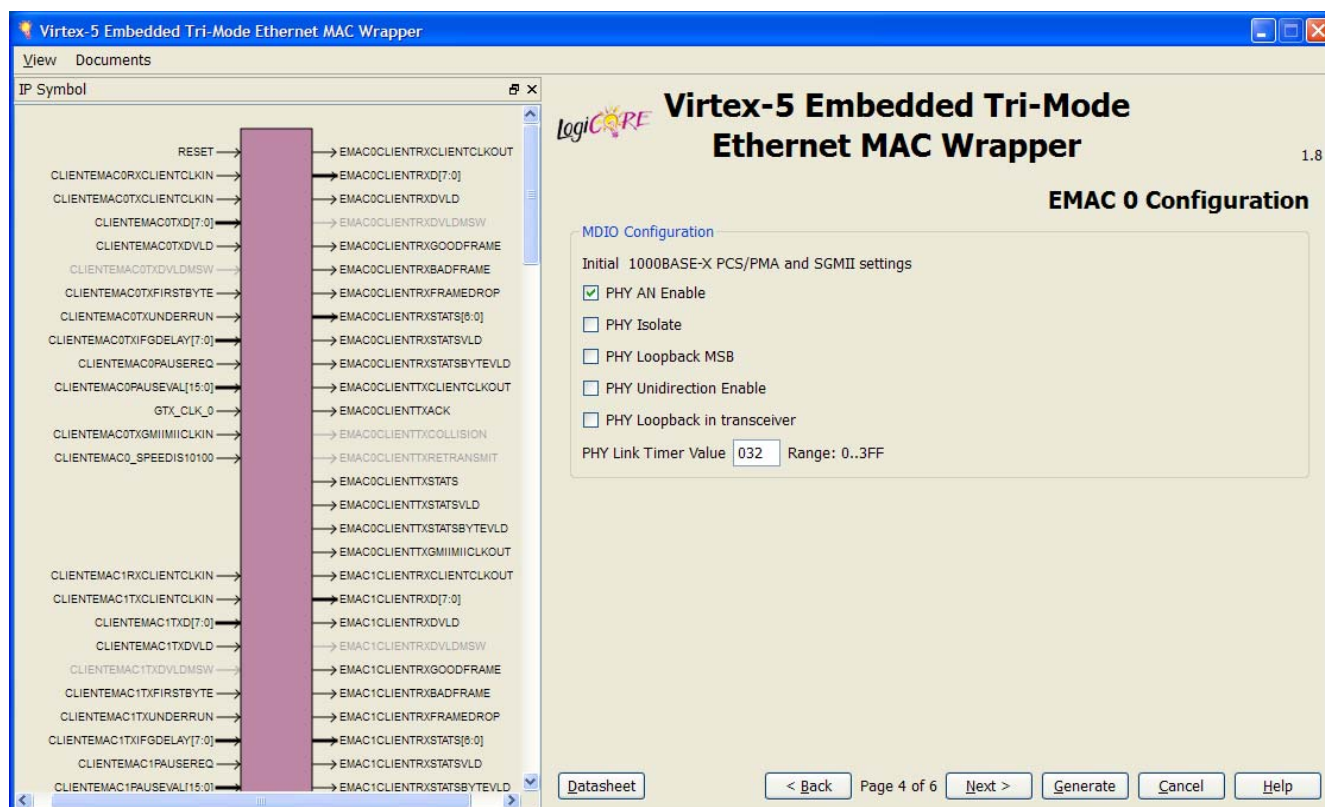 Virtex-5 Embedded Tri-Mode Ethernet MAC Wrapper
View Documents
IP Symbol
RESET
CLIENTEMAC0RXCLIENTCLKIN
CLIENTEMAC0TXCLIENTCLKIN
CLIENTEMAC0TXD[7:0]
CLIENTEMAC0TXDVLD
CLIENTEMAC0TXDVLDMSW
CLIENTEMAC0TXFIRSTBYTE
CLIENTEMAC0TXUNDERRUN
CLIENTEMAC0TXIFGDELAY[7:0]
CLIENTEMAC0PAUSEREQ
CLIENTEMAC0PAUSEVAL[15:0]
GTX_CLK_0
CLIENTEMAC0TXGMIIMIICLKIN
CLIENTEMAC0_SPEEDIS10100
CLIENTEMAC1RXCLIENTCLKIN
CLIENTEMAC1TXCLIENTCLKIN
CLIENTEMAC1TXD[7:0]
CLIENTEMAC1TXDVLD
CLIENTEMAC1TXDVLDMSW
CLIENTEMAC1TXFIRSTBYTE
CLIENTEMAC1TXUNDERRUN
CLIENTEMAC1TXIFGDELAY[7:0]
CLIENTEMAC1PAUSEREQ
CLIENTEMAC1PAUSEVAL[15:0]
EMAC0CLIENTRXCLIENTCLKOUT
EMAC0CLIENTRXD[7:0]
EMAC0CLIENTRXDVLD
EMAC0CLIENTRXDVLDMSW
EMAC0CLIENTRXGOODFRAME
EMAC0CLIENTRXBADFRAME
EMAC0CLIENTRXFRAMEDROP
EMAC0CLIENTRXSTATS[6:0]
EMAC0CLIENTRXSTATSVLD
EMAC0CLIENTRXSTATSBYTEVLD
EMAC0CLIENTTXCLIENTCLKOUT
EMAC0CLIENTTXACK
EMAC0CLIENTTXCOLLISION
EMAC0CLIENTTXRETRANSMIT
EMAC0CLIENTTXSTATS
EMAC0CLIENTTXSTATSVLD
EMAC0CLIENTTXSTATSBYTEVLD
EMAC0CLIENTTXGMIIMIICLKOUT
EMAC1CLIENTRXCLIENTCLKOUT
EMAC1CLIENTRXD[7:0]
EMAC1CLIENTRXDVLD
EMAC1CLIENTRXDVLDMSW
EMAC1CLIENTRXGOODFRAME
EMAC1CLIENTRXBADFRAME
EMAC1CLIENTRXFRAMEDROP
EMAC1CLIENTRXSTATS[6:0]
EMAC1CLIENTRXSTATSVLD
EMAC1CLIENTRXSTATSBYTEVLD
LogiCORE
Virtex-5 Embedded Tri-Mode
Ethernet MAC Wrapper
1.8
EMAC 0 Configuration
MDIO Configuration
Initial 1000BASE-X PCS/PMA and SGMII settings
PHY AN Enable
PHY Isolate
PHY Loopback MSB
PHY Unidirection Enable
PHY Loopback in transceiver
PHY Link Timer Value 032 Range: 0..3FF
Datasheet < Back Page 4 of 6 Next > Generate Cancel Help